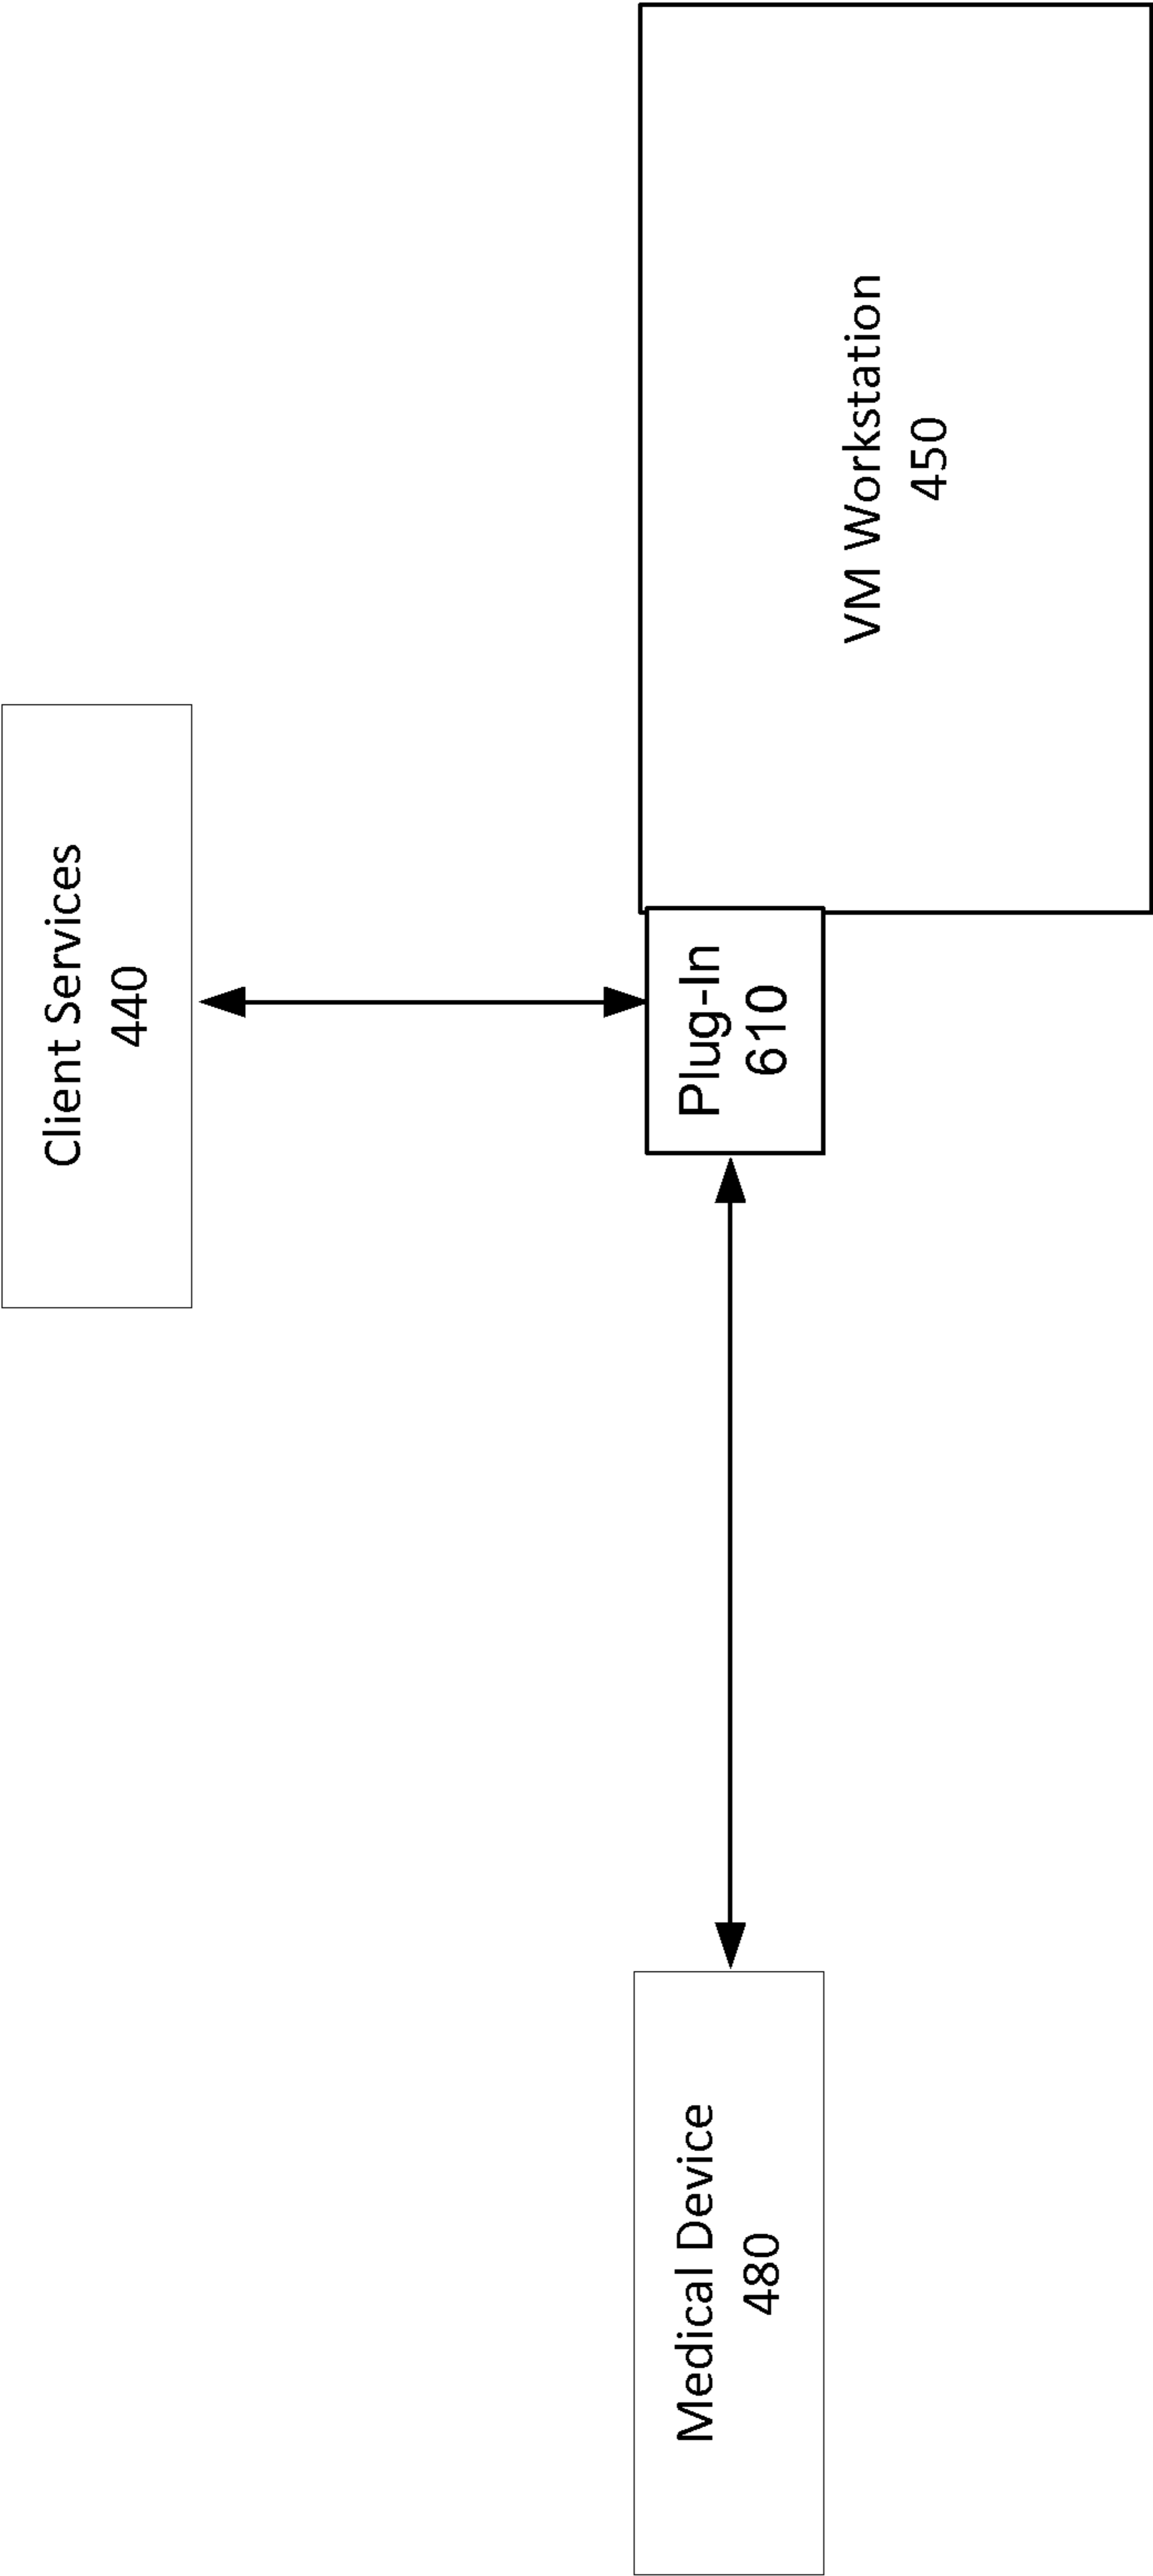 Client Services
440
Medical Device
480
Plug-In
610
VM Workstation
450